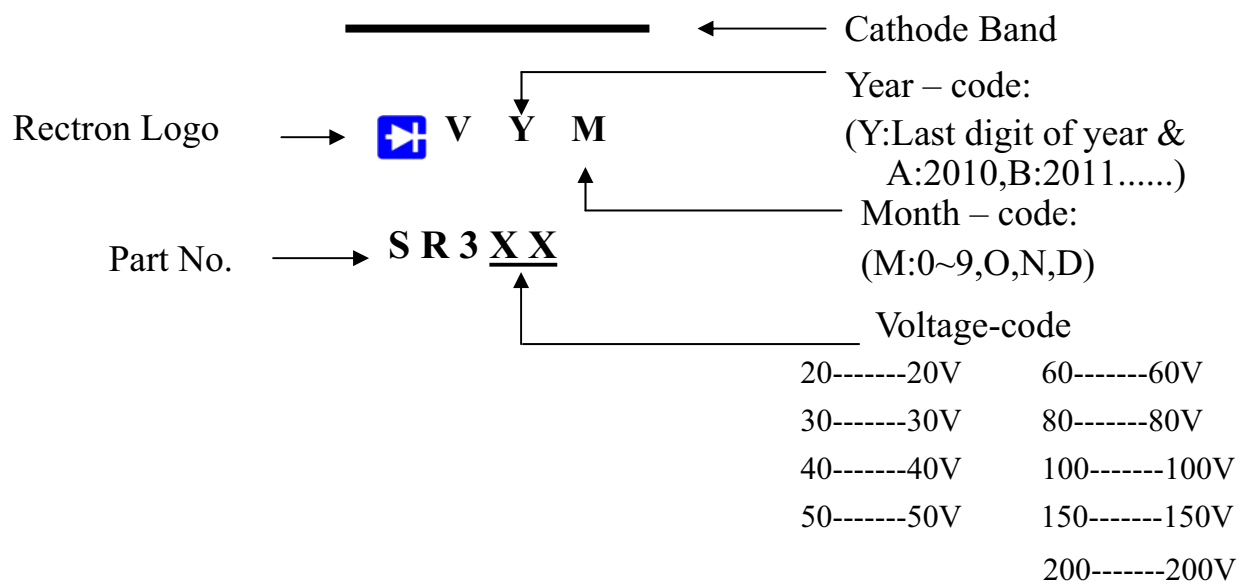 Cathode Band
Year – code:
Rectron Logo V Y M (Y:Last digit of year &
A:2010,B:2011......)
Month – code:
Part No. S R 3 X X (M:0~9,O,N,D)
Voltage-code
20-------20V 60-------60V
30-------30V 80-------80V
40-------40V 100-------100V
50-------50V 150-------150V
200-------200V